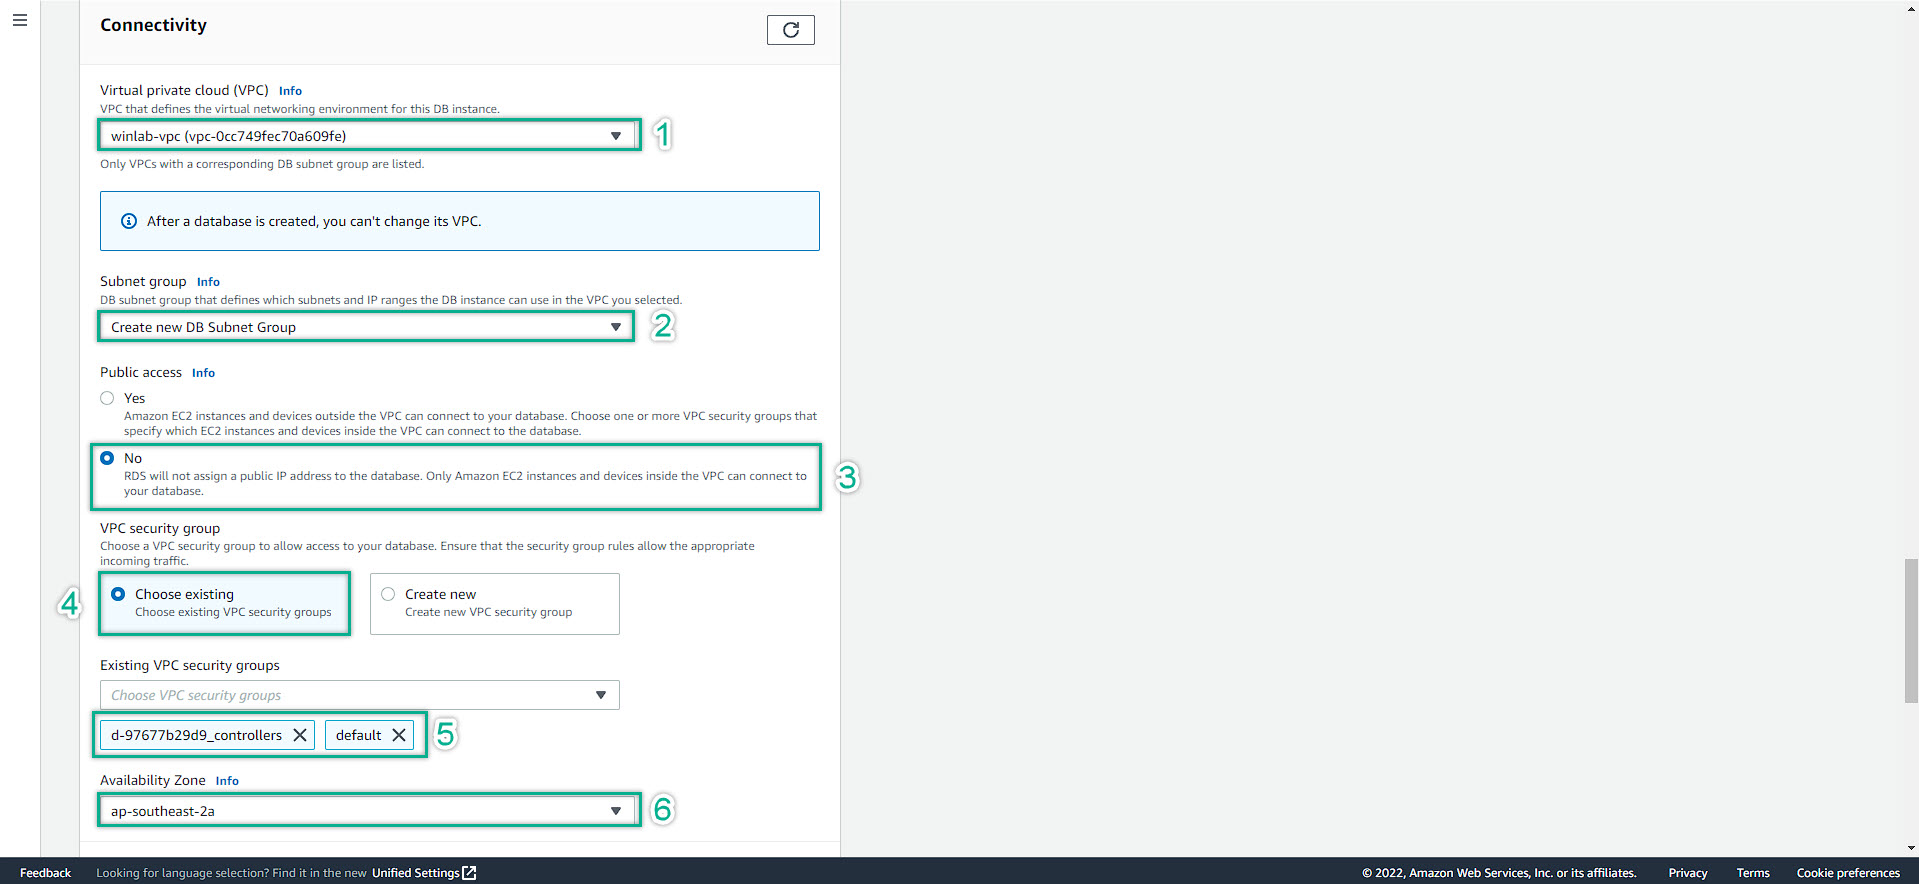 Connectivity
Virtual private cloud (VPC) Info
VPC that defines the virtual networking environment for this DB instance.
winlab-vpc (vpc-0cc749fec70a609fe)
1
Only VPCs with a corresponding DB subnet group are listed.
After a database is created, you can't change its VPC.
Subnet group Info
DB subnet group that defines which subnets and IP ranges the DB instance can use in the VPC you selected.
Create new DB Subnet Group
2
Public access Info
Yes
Amazon EC2 instances and devices outside the VPC can connect to your database. Choose one or more VPC security groups that
specify which EC2 instances and devices inside the VPC can connect to the database.
No
RDS will not assign a public IP address to the database. Only Amazon EC2 instances and devices inside the VPC can connect to
your database.
3
VPC security group
Choose a VPC security group to allow access to your database. Ensure that the security group rules allow the appropriate
incoming traffic.
4
Choose existing
Choose existing VPC security groups
Create new
Create new VPC security group
Existing VPC security groups
Choose VPC security groups
d-97677b29d9_controllers
default
5
Availability Zone Info
ap-southeast-2a
6
Feedback
Looking for language selection? Find it in the new Unified Settings
© 2022, Amazon Web Services, Inc. or its affiliates.
Privacy
Terms
Cookie preferences